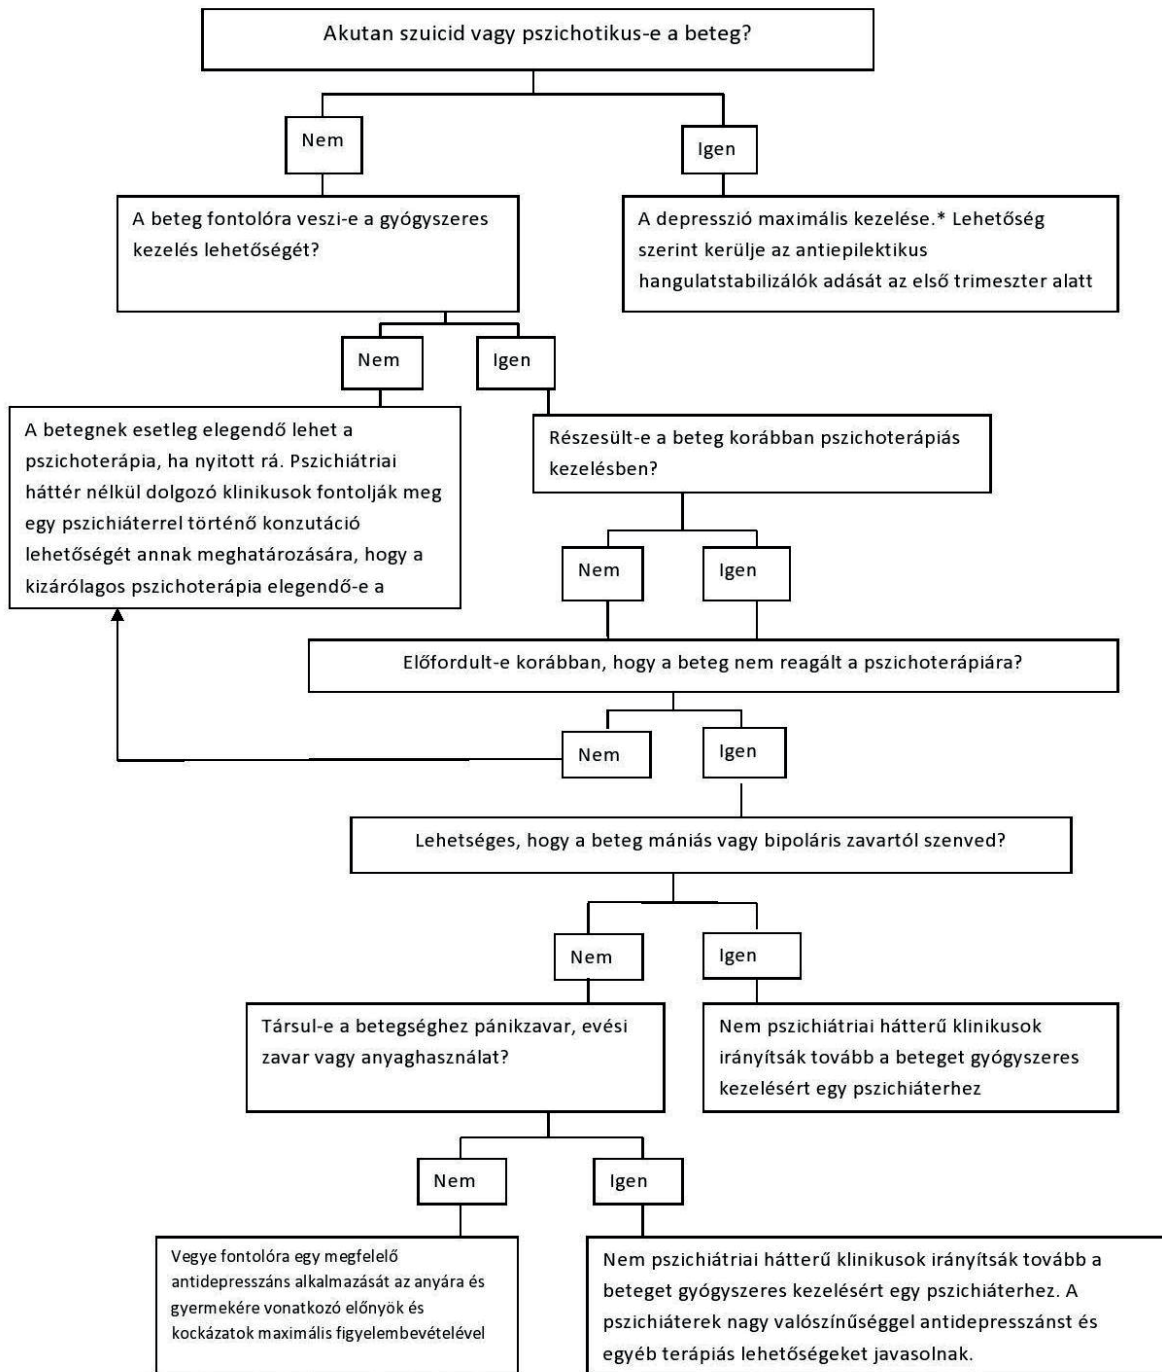 Akutan szuicid vagy pszichotikus-e a beteg?
Nem
Igen
A beteg fontolóra veszi-e a gyógyszeres
kezelés lehetőségét?
A depresszió maximális kezelése.* Lehetőség
szerint kerülje az antiepilektikus
hangulatstabilizálók adását az első trimeszter alatt
Nem
Igen
A betegnek esetleg elegendő lehet a
pszichoterápia, ha nyitott rá. Pszichiátriai
háttér nélkül dolgozó klinikusok fontolják meg
egy pszichiáterrel történő konzutáció
lehetőségét annak meghatározására, hogy a
kizárólagos pszichoterápia elegendő-e a
Részesült-e a beteg korábban pszichoterápiás
kezelésben?
Nem
Igen
Előfordult-e korábban, hogy a beteg nem reagált a pszichoterápiára?
Nem
Igen
Lehetséges, hogy a beteg mániás vagy bipoláris zavartól szenved?
Nem
Igen
Társul-e a betegséghez pánikzavar, evési
zavar vagy anyaghasználat?
Nem pszichiátriai hátterű klinikusok
irányítsák tovább a beteget gyógyszeres
kezelésért egy pszichiáterhez
Nem
Igen
Vegye fontolóra egy megfelelő
antidepresszáns alkalmazását az anyára és
gyermekére vonatkozó előnyök és
kockázatok maximális figyelembevételével
Nem pszichiátriai hátterű klinikusok irányítsák tovább a
beteget gyógyszeres kezelésért egy pszichiáterhez. A
pszichiáterek nagy valószínűséggel antidepresszánst és
egyéb terápiás lehetőségeket javasolnak.